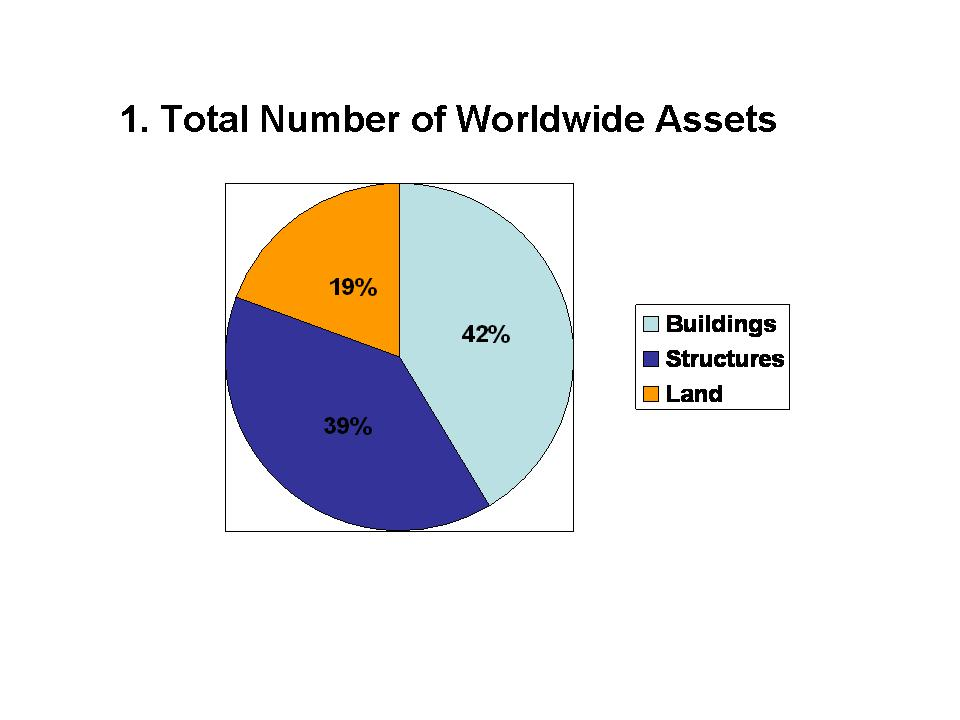 1. Total Number of Worldwide Assets
19%
42%
39%
Buildings
Structures
Land